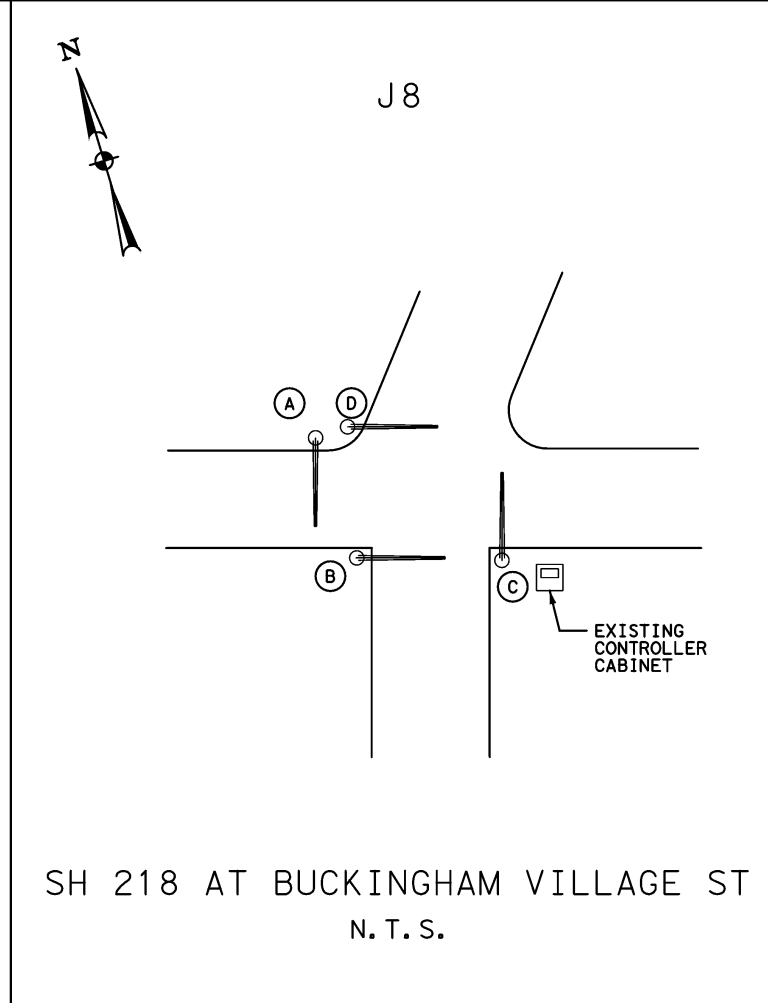 N
J8
A
D
B
C
EXISTING
CONTROLLER
CABINET
SH 218 AT BUCKINGHAM VILLAGE ST
N.T.S.